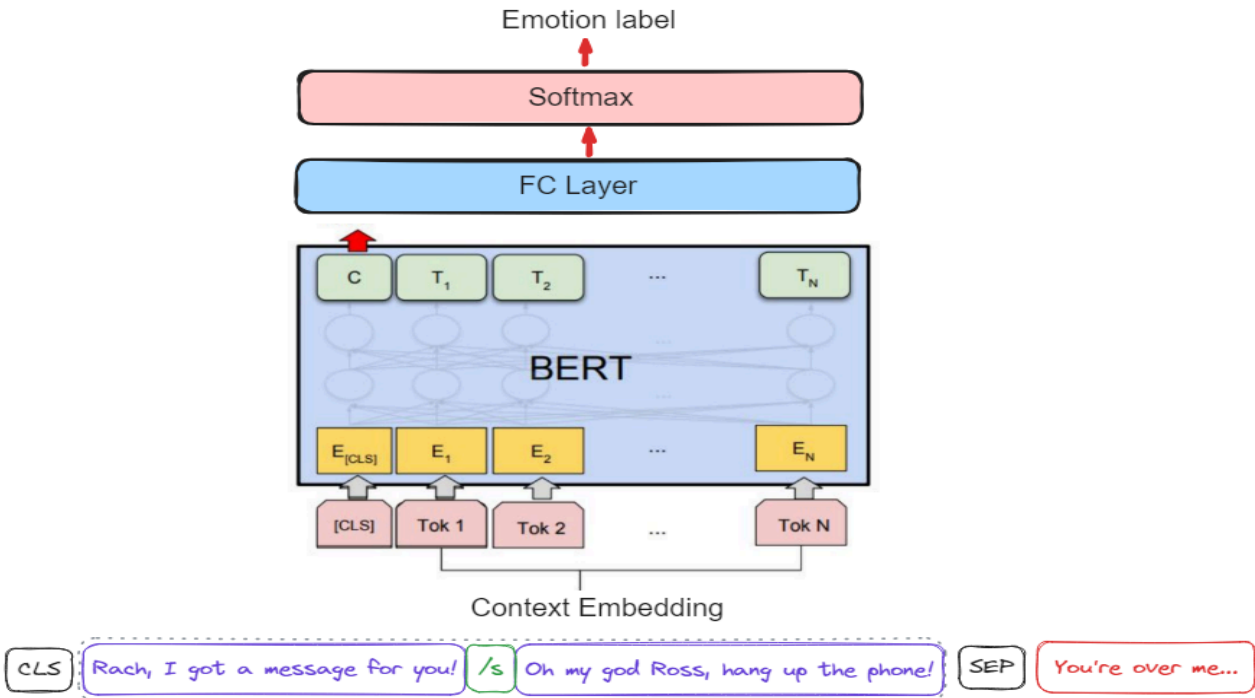 Emotion label
Softmax
FC Layer
C T1 T2 ... TN
...
BERT
...
E[CLS] E1 E2 ... EN
[CLS] Tok 1 Tok 2 ... Tok N
Context Embedding
CLS Rach, I got a message for you! /s Oh my god Ross, hang up the phone! SEP You're over me...